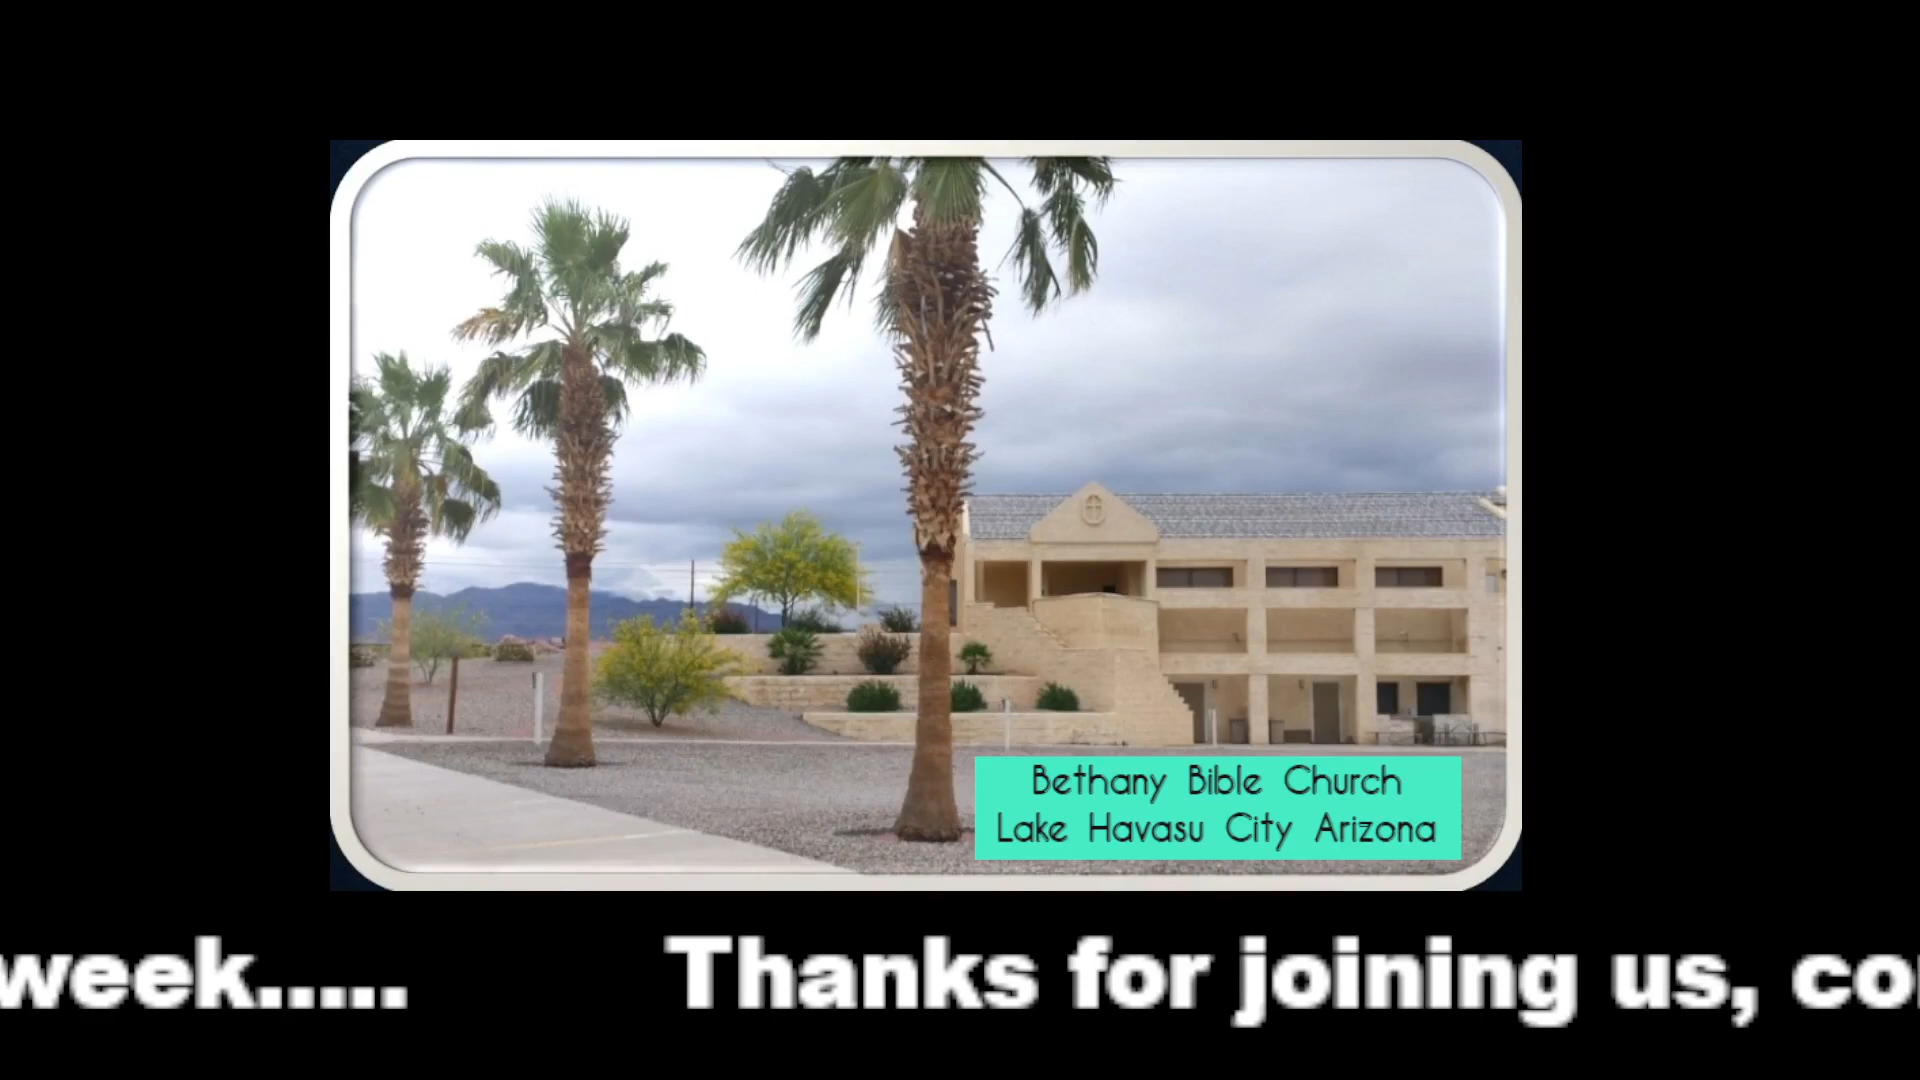 Bethany Bible Church
Lake Havasu City Arizona
week..... Thanks for joining us,